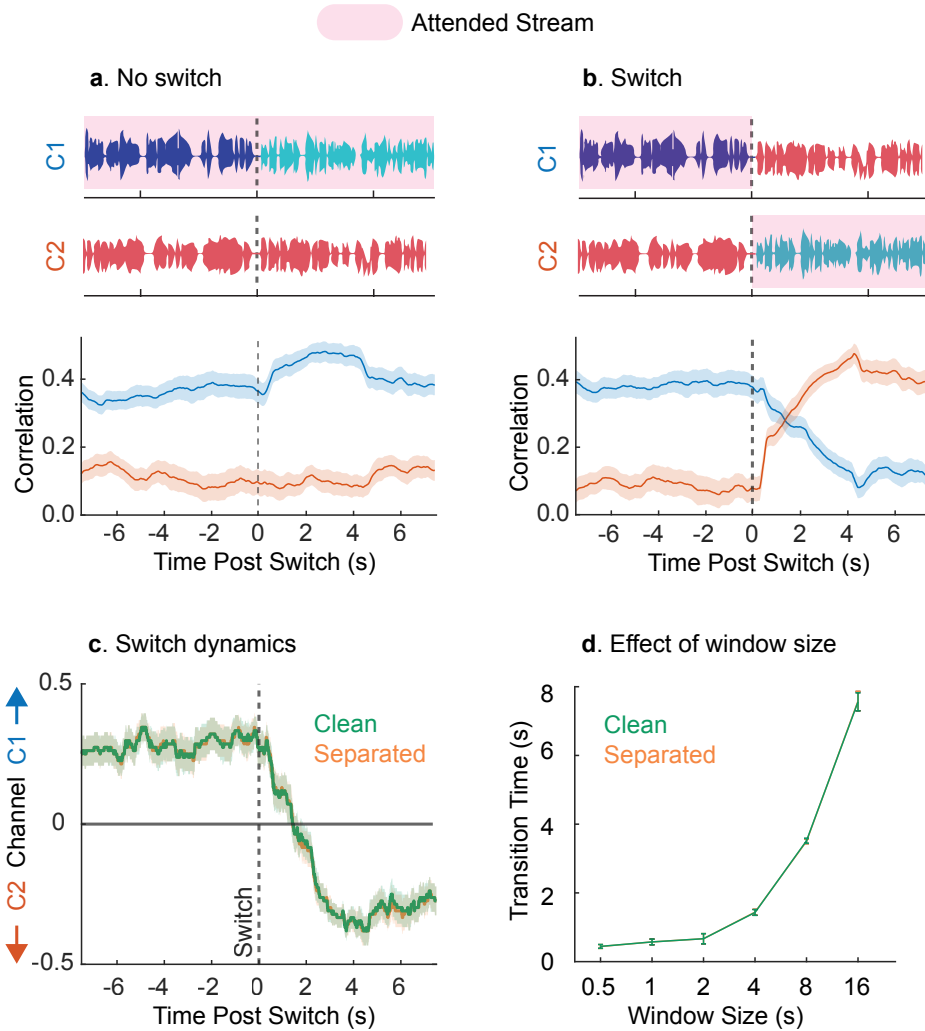 Attended Stream
a. No switch
C1
C2
Correlation
0.4
0.2
0.0
-6 -4 -2 0 2 4 6
Time Post Switch (s)
b. Switch
C1
C2
Correlation
0.4
0.2
0.0
-6 -4 -2 0 2 4 6
Time Post Switch (s)
c. Switch dynamics
C2 Channel C1
0.5
0
-0.5
Clean
Separated
Switch
-6 -4 -2 0 2 4 6
Time Post Switch (s)
d. Effect of window size
Transition Time (s)
8
6
4
2
0
Clean
Separated
0.5 1 2 4 8 16
Window Size (s)